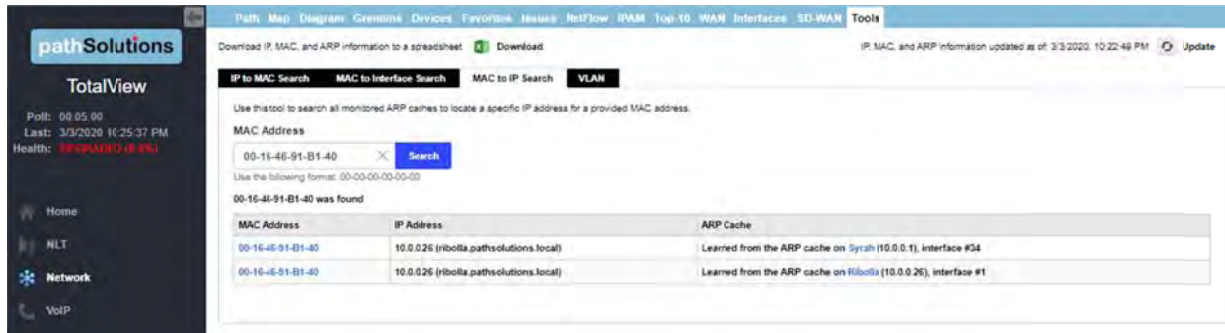 Path Map Diagram Gremlins Devices Favorites Issues NetFlow IPAM Top-10 WAN Interfaces SD-WAN Tools
pathSolutions
TotalView
Poll: 00:05:00
Last: 3/3/2020 10:25:37 PM
Health:
Home
NLT
Network
VoIP
Download IP, MAC, and ARP information to a spreadsheet Download
IP, MAC, and ARP information updated as of: 3/3/2020, 10:22:49 PM Update
IP to MAC Search MAC to Interface Search MAC to IP Search VLAN
Use this tool to search all monitored ARP caches to locate a specific IP address for a provided MAC address.
MAC Address
00-16-46-91-B1-40 Search
Use the following format: 00-00-00-00-00-00
00-16-46-91-B1-40 was found
MAC Address IP Address ARP Cache
00-16-46-91-B1-40 10.0.0.26 (ribolla.pathsolutions.local) Learned from the ARP cache on Syrah (10.0.0.1), interface #34
00-16-46-91-B1-40 10.0.0.26 (ribolla.pathsolutions.local) Learned from the ARP cache on Ribolla (10.0.0.26), interface #1